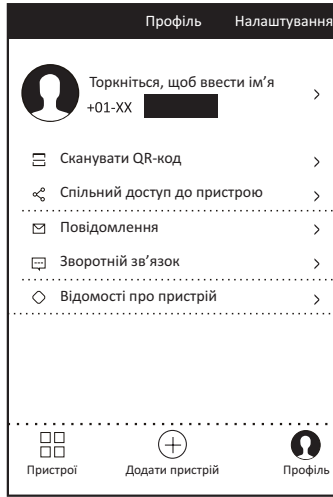 Профіль Налаштування
Торкніться, щоб ввести ім’я
+01-XX
Сканувати QR-код
Спільний доступ до пристрою
Повідомлення
Зворотній зв’язок
Відомості про пристрій
Пристрої Додати пристрій Профіль